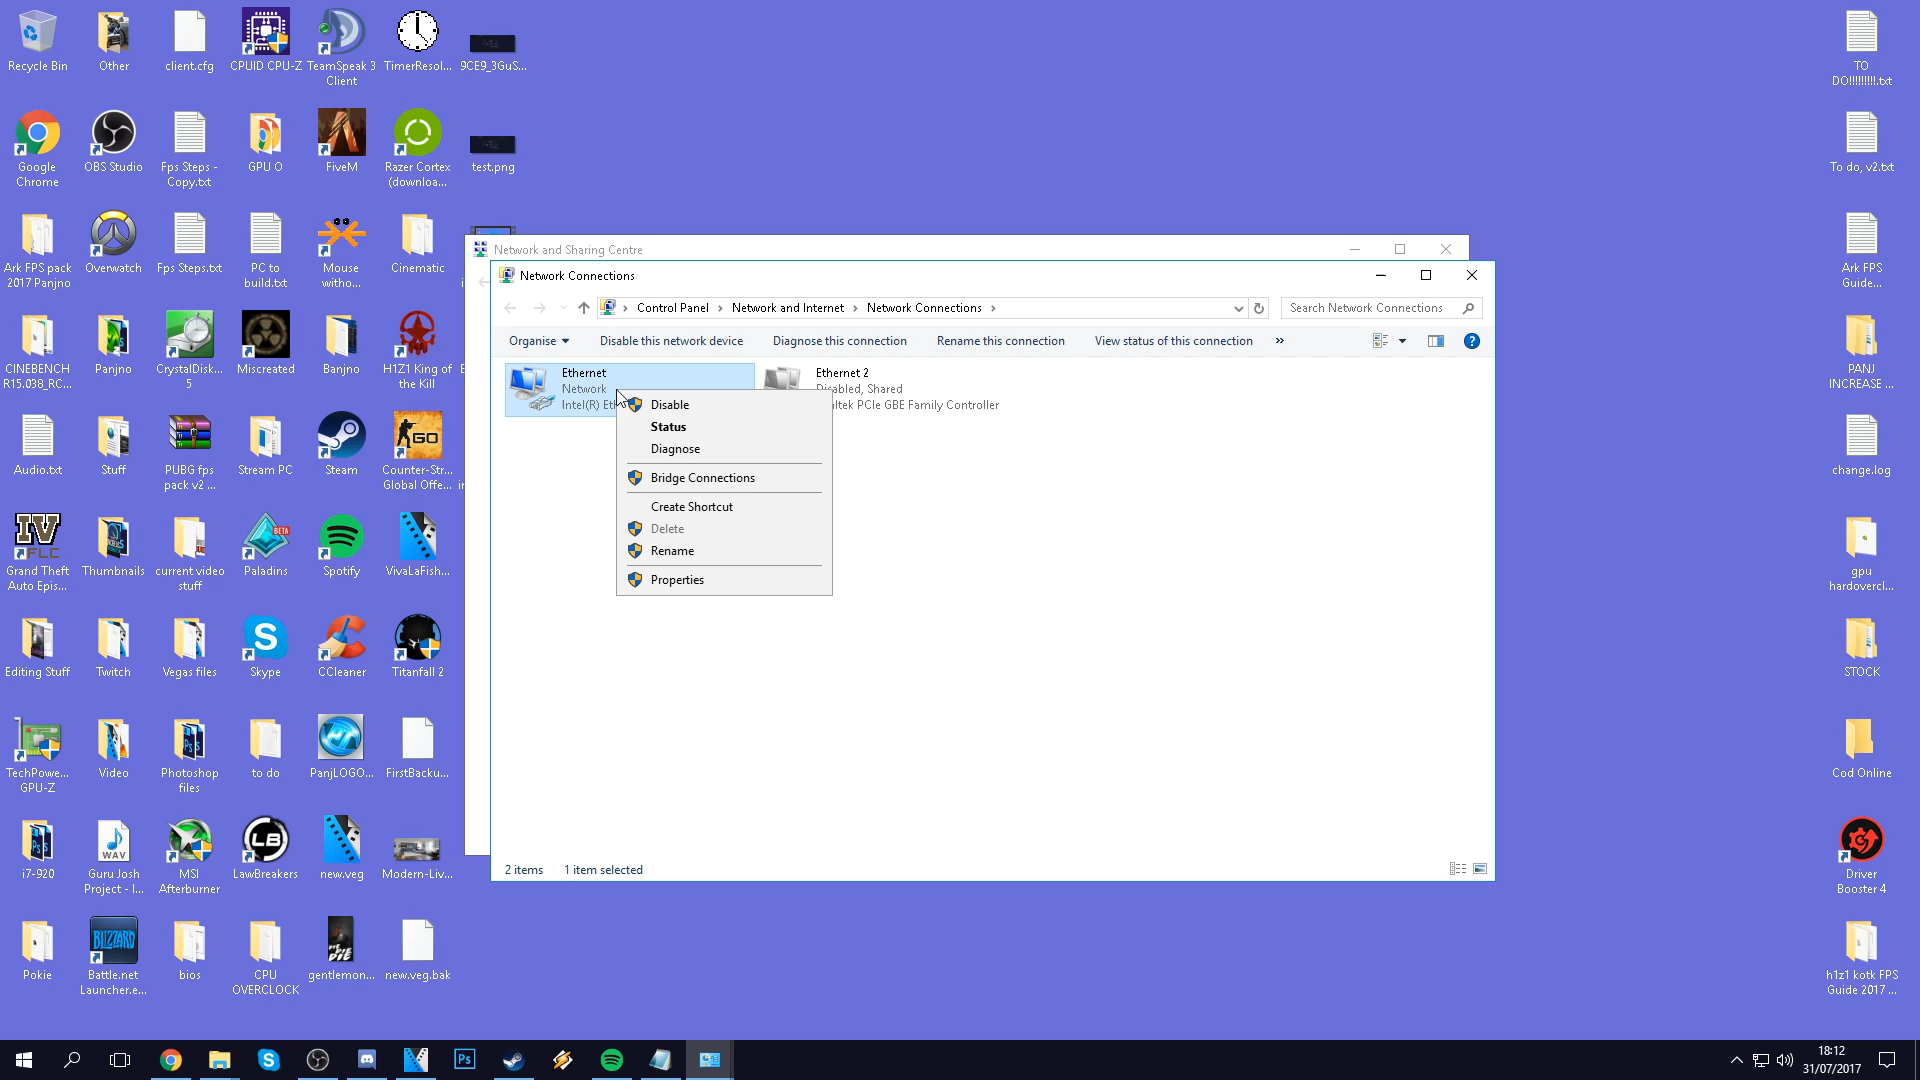 Recycle Bin
Other
client.cfg
CPUID CPU-Z
TeamSpeak 3
Client
TimerResol...
9CE9_3GuS...
TO
DO!!!!!!!!!.txt
Google
Chrome
OBS Studio
Fps Steps -
Copy.txt
GPU O
FiveM
Razer Cortex
(downloa...
test.png
To do, v2.txt
Ark FPS pack
2017 Panjno
Overwatch
Fps Steps.txt
PC to
build.txt
Mouse
witho...
Cinematic
Ark FPS
Guide...
CINEBENCH
R15.038_RC...
Panjno
CrystalDisk...
5
Miscreated
Banjno
H1Z1 King of
the Kill
PANJ
INCREASE ...
Audio.txt
Stuff
PUBG fps
pack v2 ...
Stream PC
Steam
Counter-Str...
Global Offe...
GO
change.log
IV
FLC
Grand Theft
Auto Epis...
Thumbnails
current video
stuff
BETA
Paladins
Spotify
VivaLaFish...
gpu
hardovercl...
Editing Stuff
Twitch
Vegas files
Skype
CCleaner
Titanfall 2
STOCK
TechPowe...
GPU-Z
Video
Photoshop
files
to do
PanjLOGO...
FirstBacku...
Cod Online
i7-920
WAV
Guru Josh
Project - I...
MSI
Afterburner
LB
LawBreakers
new.veg
Modern-Liv...
Driver
Booster 4
Pokie
BLIZZARD
Battle.net
Launcher.e...
bios
CPU
OVERCLOCK
gentlemon...
new.veg.bak
h1z1 kotk FPS
Guide 2017 ...
Network and Sharing Centre
Network Connections
Control Panel
Network and Internet
Network Connections
Search Network Connections
Organise
Disable this network device
Diagnose this connection
Rename this connection
View status of this connection
»
Ethernet
Network
Intel(R) Et
Ethernet 2
Disabled, Shared
altek PCIe GBE Family Controller
Disable
Status
Diagnose
Bridge Connections
Create Shortcut
Delete
Rename
Properties
2 items
1 item selected
Ps
18:12
31/07/2017